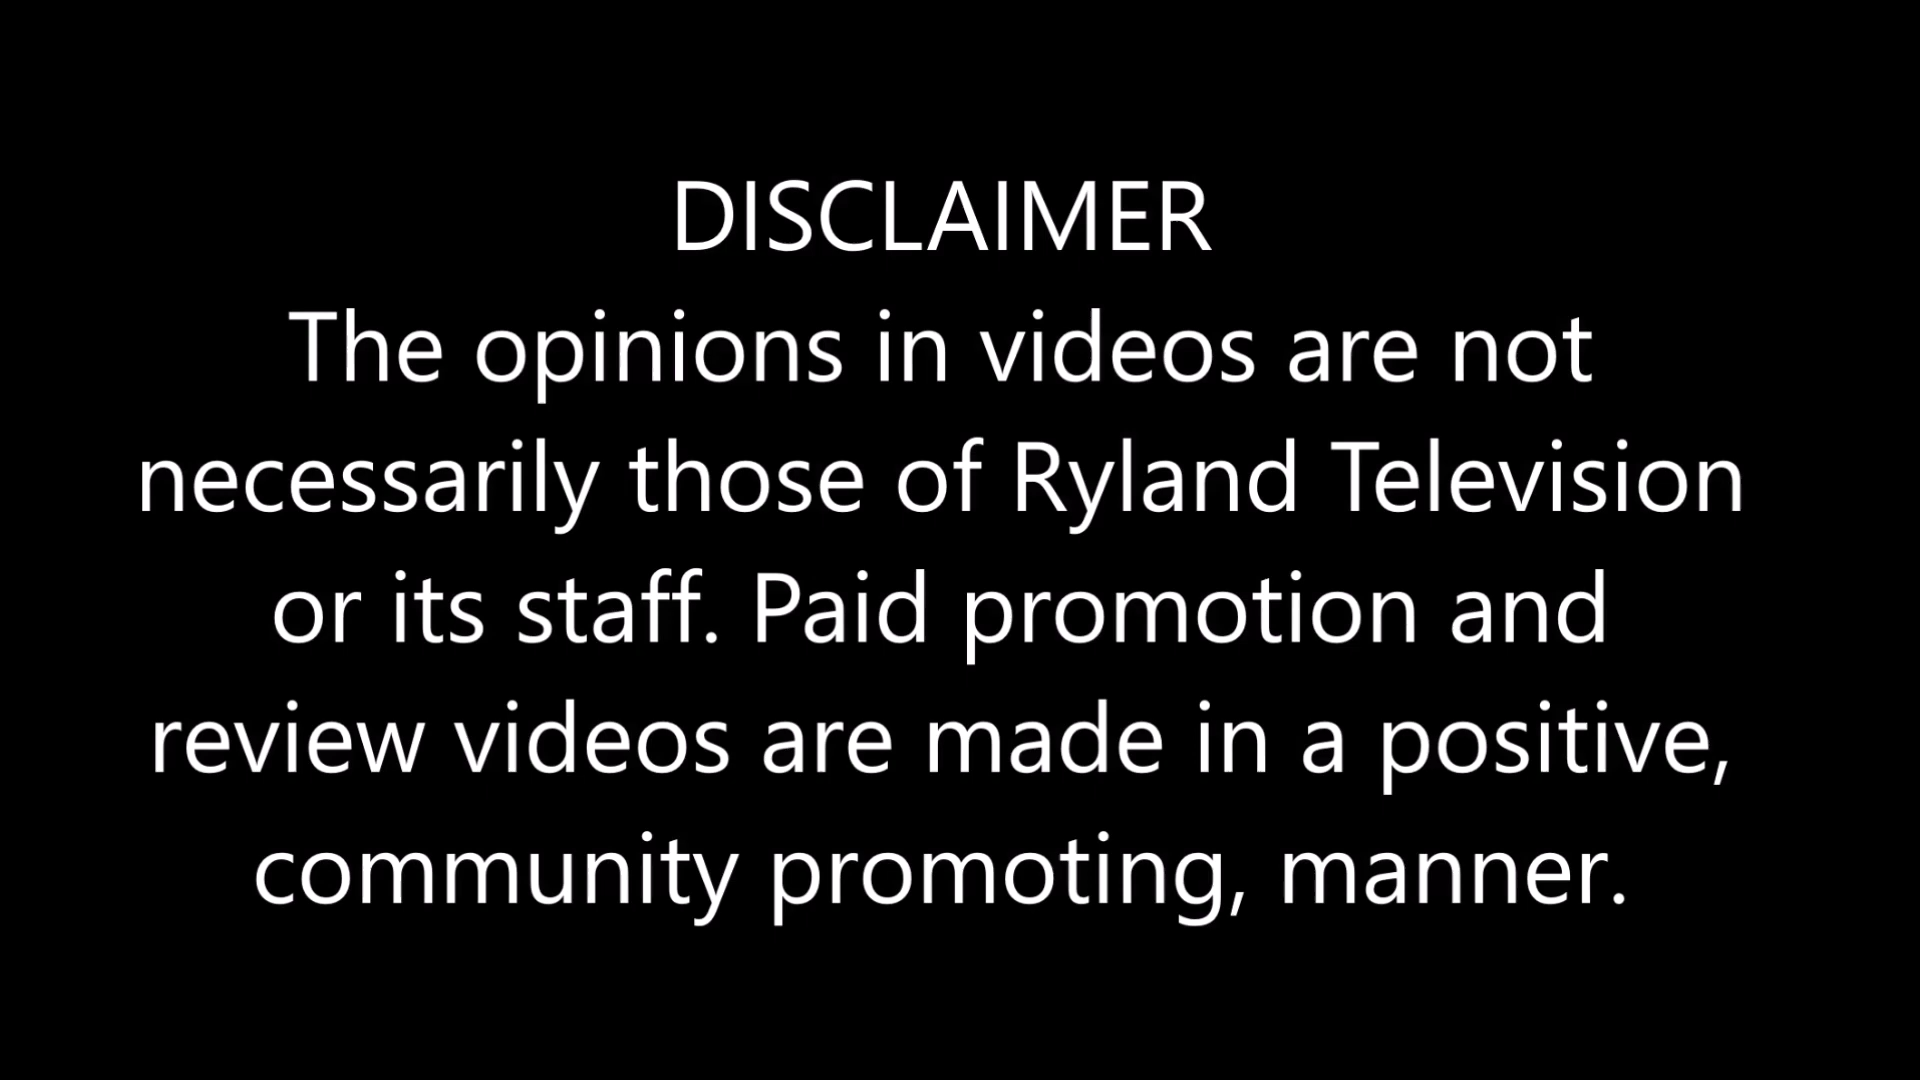 DISCLAIMER
The opinions in videos are not
necessarily those of Ryland Television
or its staff. Paid promotion and
review videos are made in a positive,
community promoting, manner.